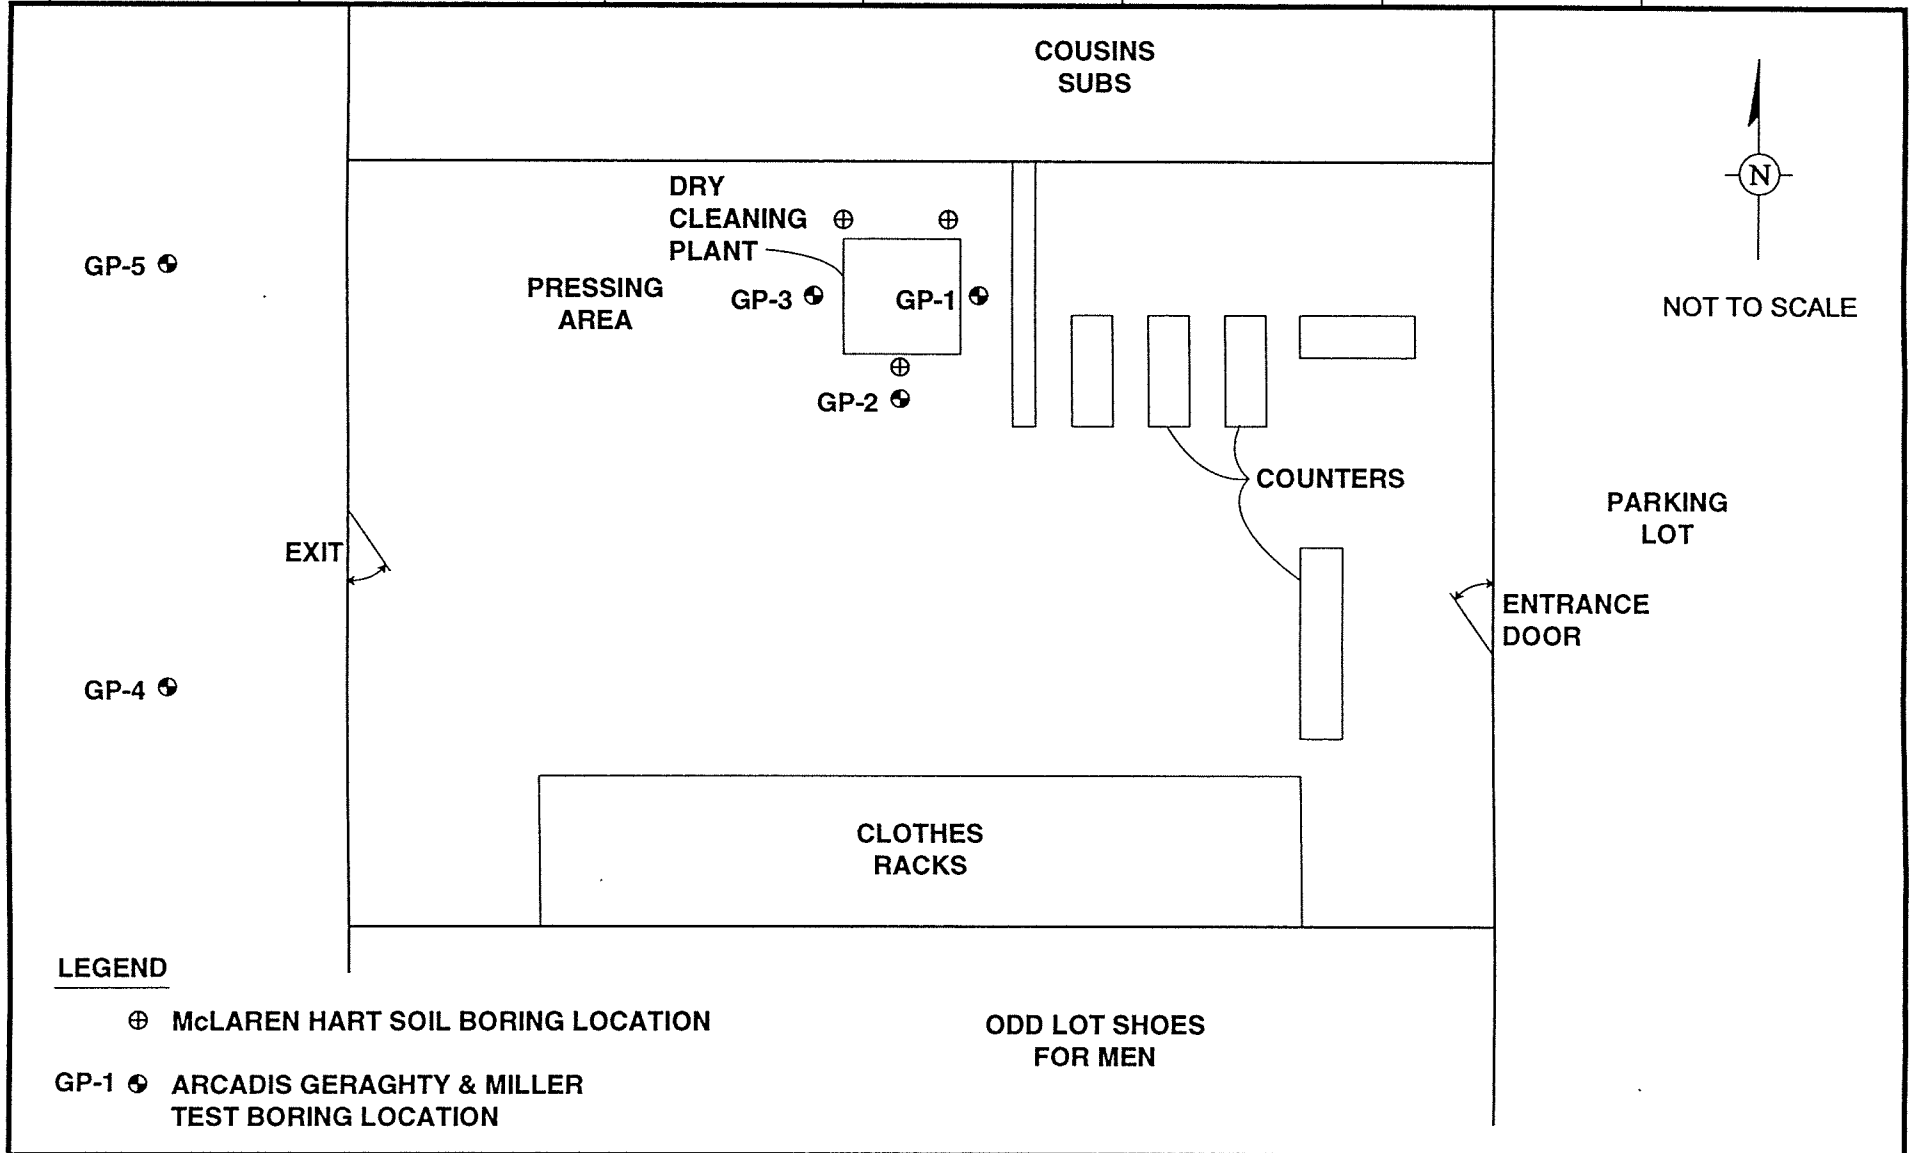 COUSINS
SUBS
N
NOT TO SCALE
DRY
CLEANING
PLANT
PRESSING
AREA
GP-5
GP-3
GP-1
GP-2
COUNTERS
PARKING
LOT
EXIT
ENTRANCE
DOOR
GP-4
CLOTHES
RACKS
LEGEND
McLAREN HART SOIL BORING LOCATION
GP-1 ARCADIS GERAGHTY & MILLER
TEST BORING LOCATION
ODD LOT SHOES
FOR MEN